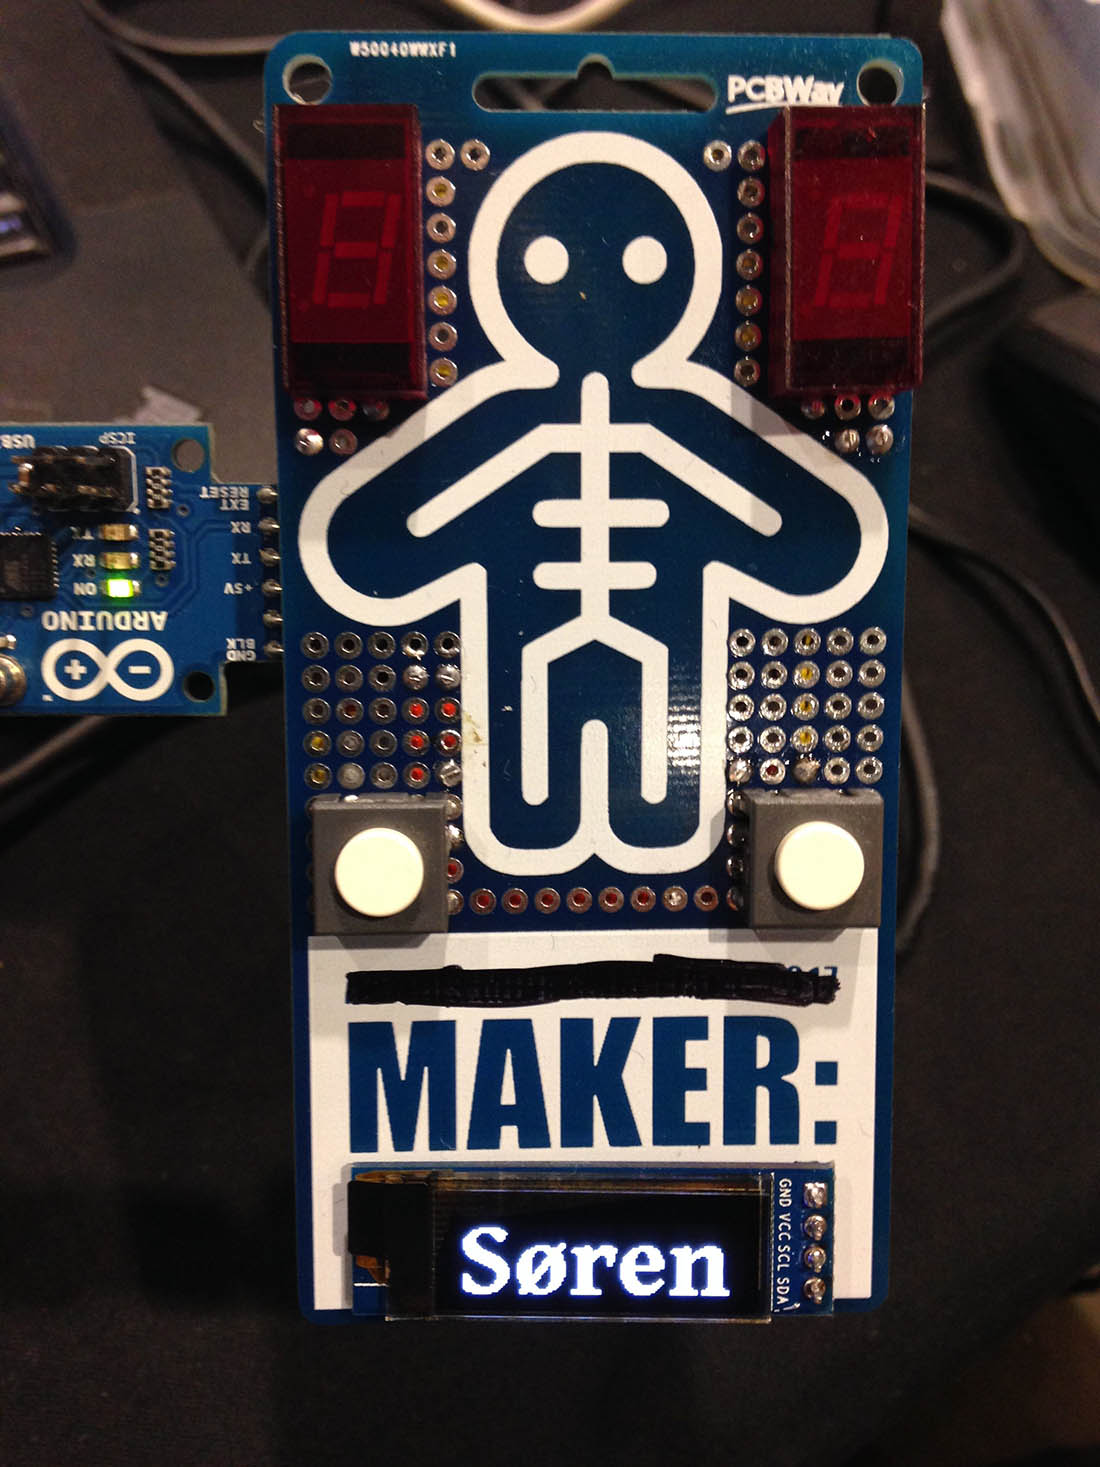 W50040WWXF1
PCBWay
ICSP
USB
EXT
RESET
RX
TX
+5V
GND
BLK
TX
RX
ON
ARDUINO
MAKER:
GND VCC SCL SDA
Søren